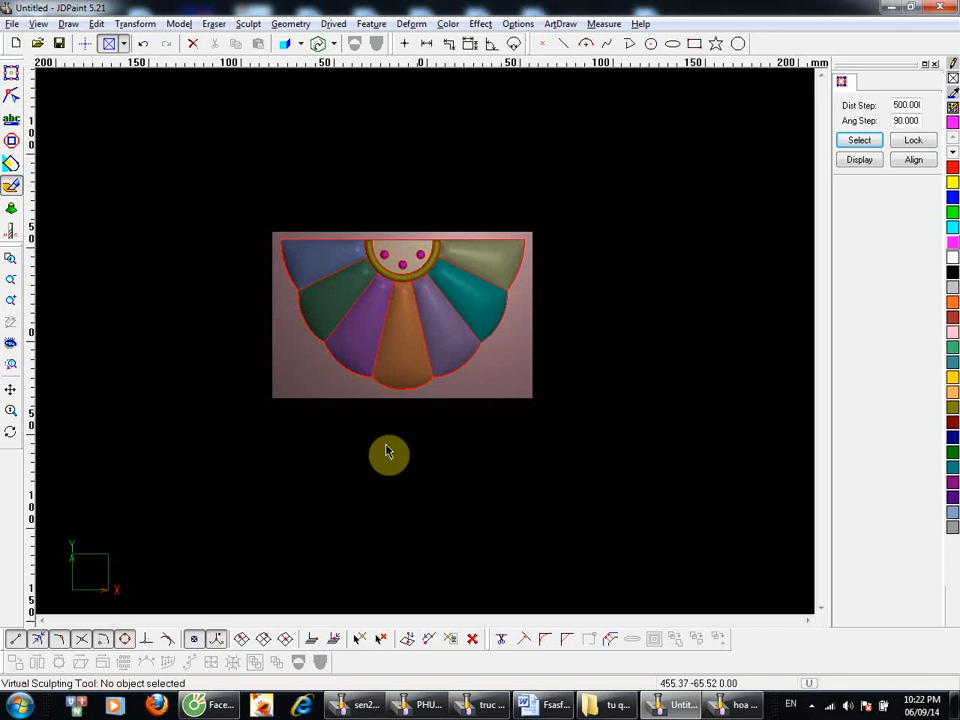 Untitled - JDPaint 5.21
File View Draw Edit Transform Model Eraser Sculpt Geometry Drived Feature Deform Color Effect Options ArtDraw Measure Help
200 150 100 50 0 50 100 150 200 mm
abc
Dist Step: 500.000
Ang Step: 90.000
Select Lock
Display Align
Y
X
Virtual Sculpting Tool: No object selected
455.37 -65.52 0.00
U
Face...
sen2...
PHU...
truc ...
Fsasf...
tu q...
Untit...
hoa ...
EN
10:22 PM
06/09/14